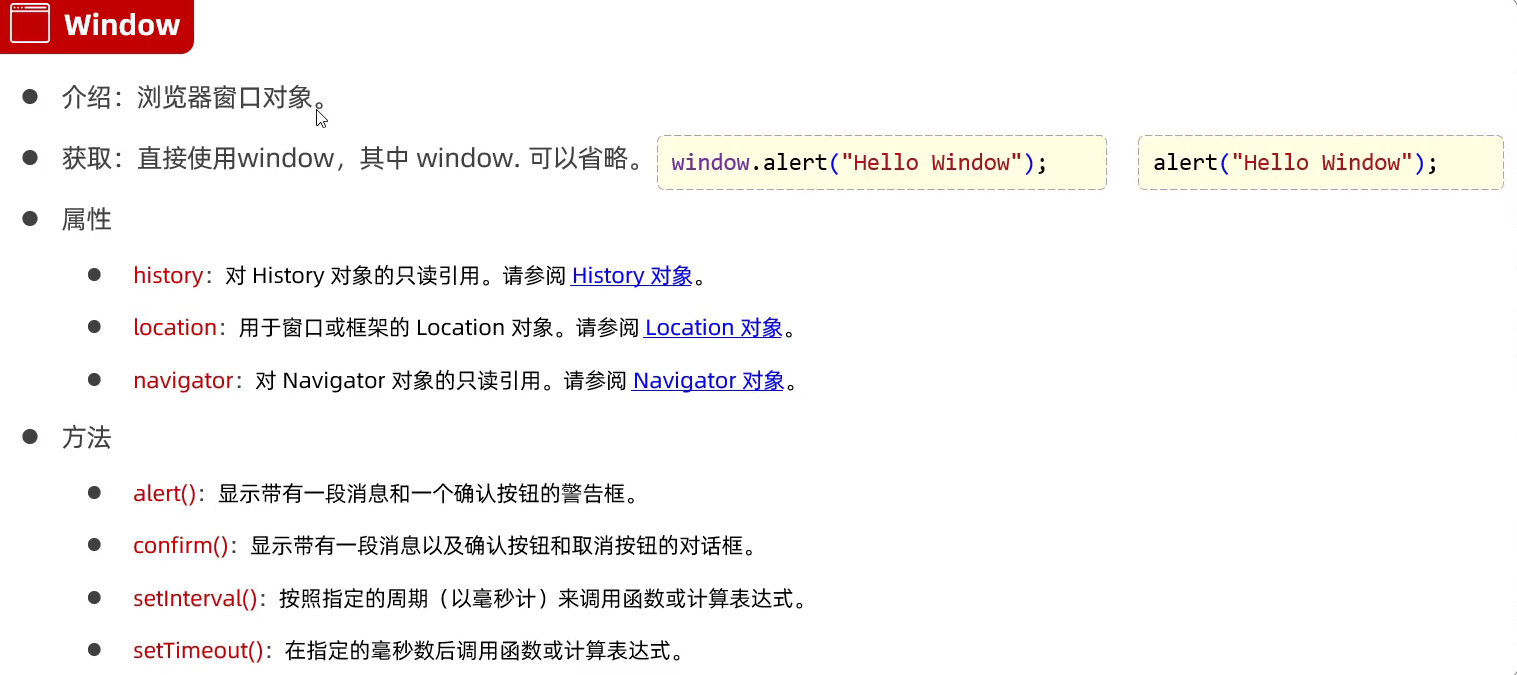 Window
介绍：浏览器窗口对象。
获取：直接使用window，其中 window. 可以省略。 window.alert("Hello Window"); alert("Hello Window");
属性
history：对 History 对象的只读引用。请参阅 History 对象。
location：用于窗口或框架的 Location 对象。请参阅 Location 对象。
navigator：对 Navigator 对象的只读引用。请参阅 Navigator 对象。
方法
alert()：显示带有一段消息和一个确认按钮的警告框。
confirm()：显示带有一段消息以及确认按钮和取消按钮的对话框。
setInterval()：按照指定的周期（以毫秒计）来调用函数或计算表达式。
setTimeout()：在指定的毫秒数后调用函数或计算表达式。